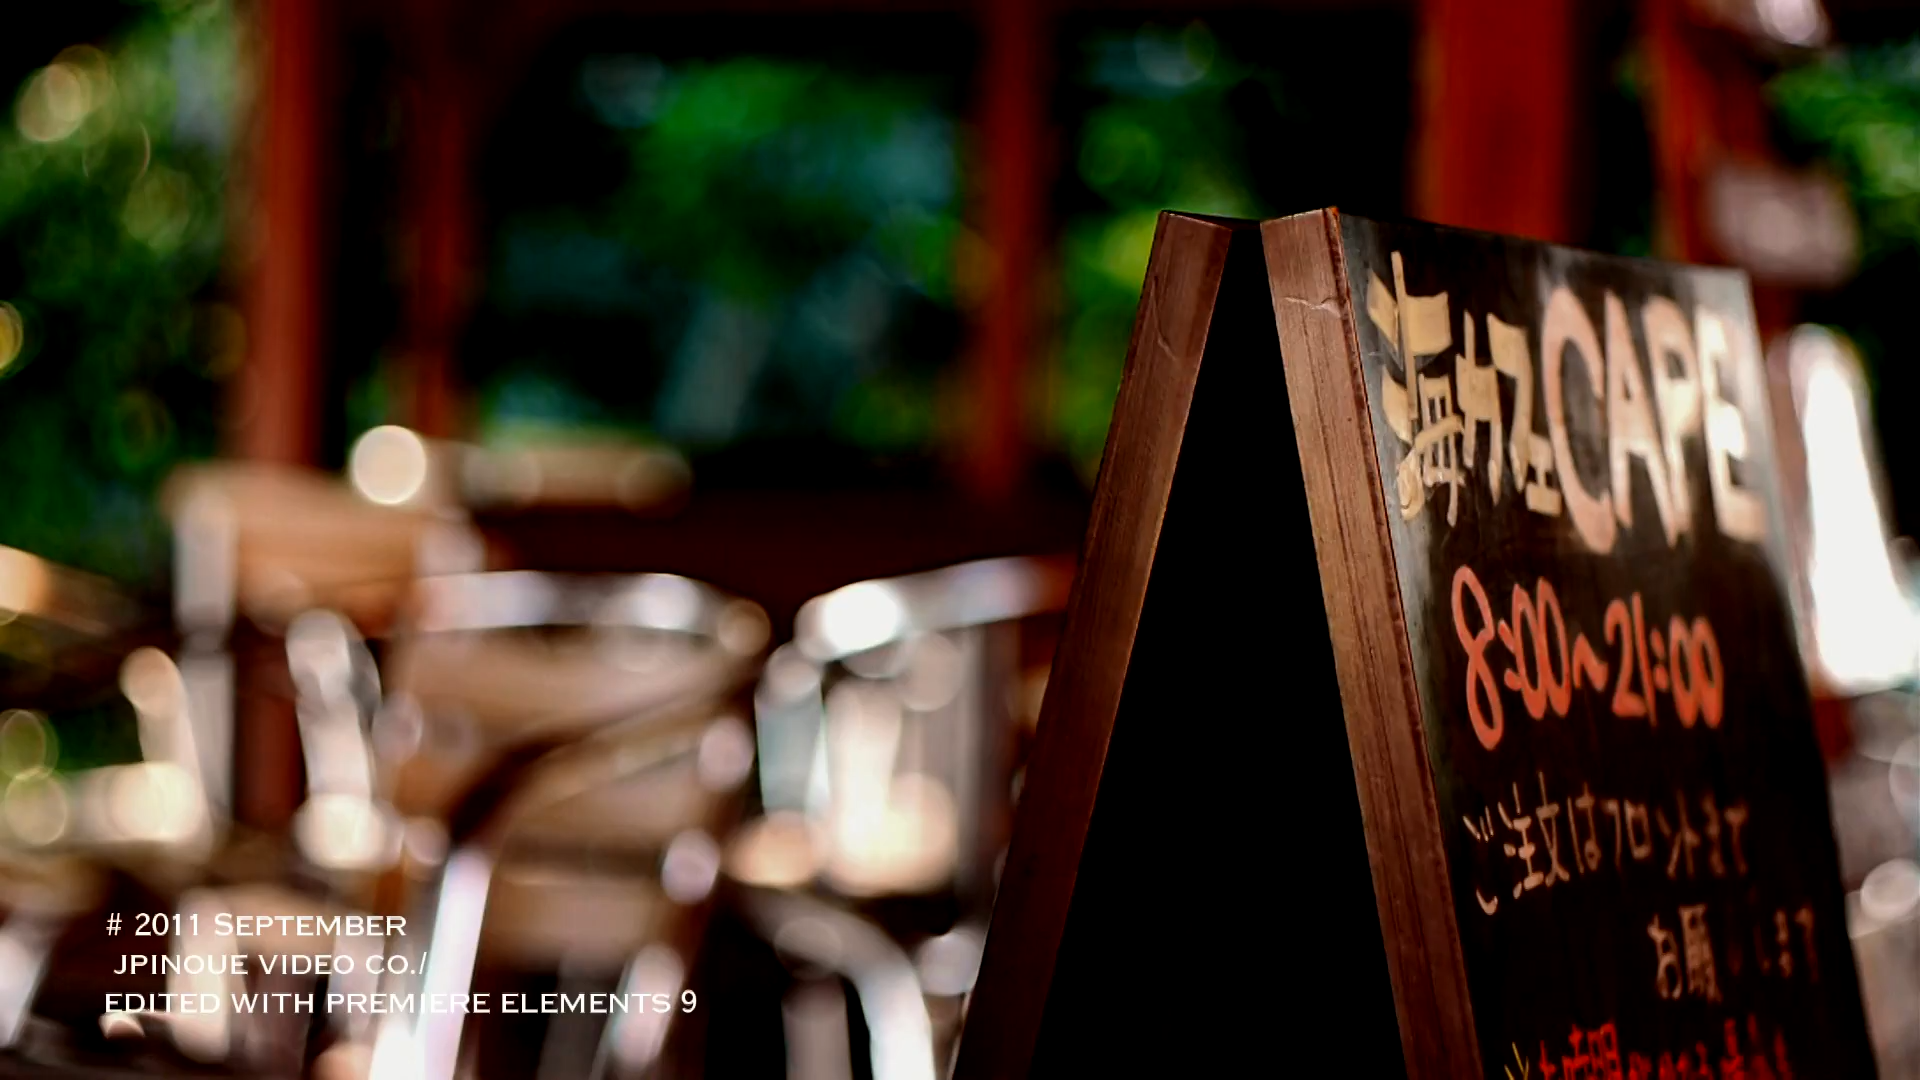 海カフェCAFE
8:00~21:00
ご注文はフロントまで
お願します
# 2011 SEPTEMBER
JPINOUE VIDEO CO./
EDITED WITH PREMIERE ELEMENTS 9